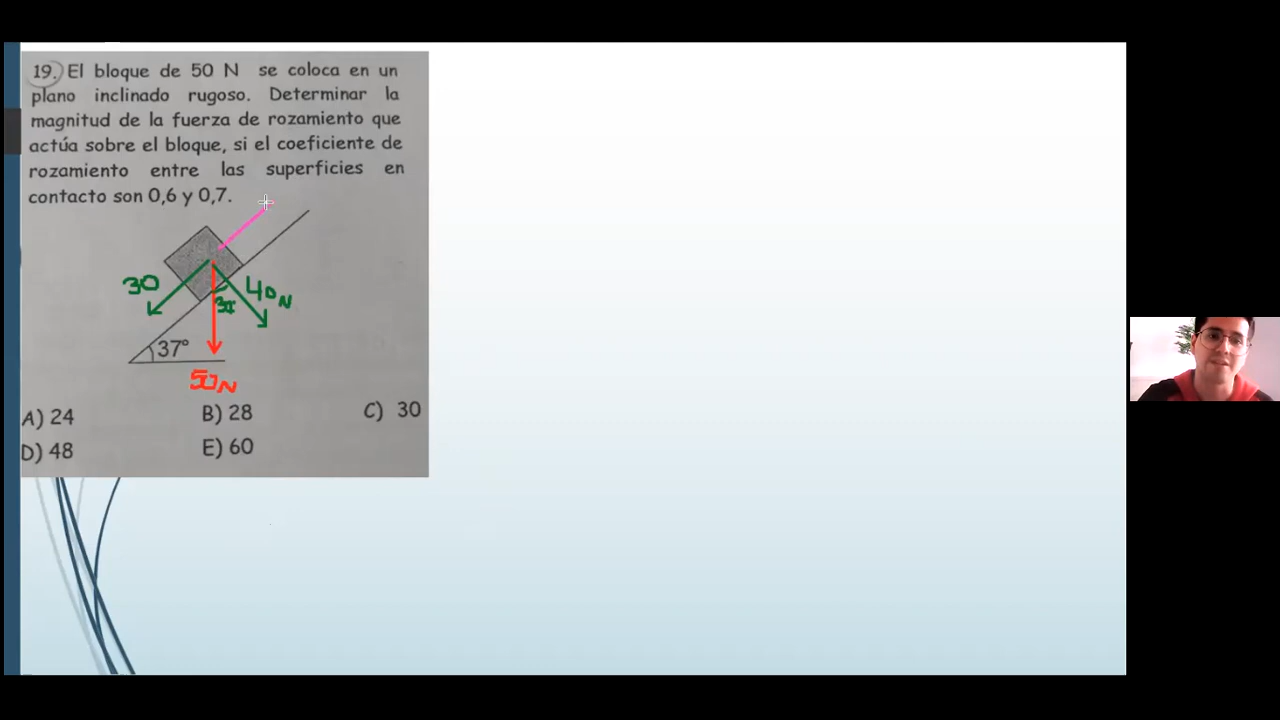 19. El bloque de 50 N se coloca en un
plano inclinado rugoso. Determinar la
magnitud de la fuerza de rozamiento que
actúa sobre el bloque, si el coeficiente de
rozamiento entre las superficies en
contacto son 0,6 y 0,7.
30
40N
37°
50N
A) 24 B) 28 C) 30
D) 48 E) 60